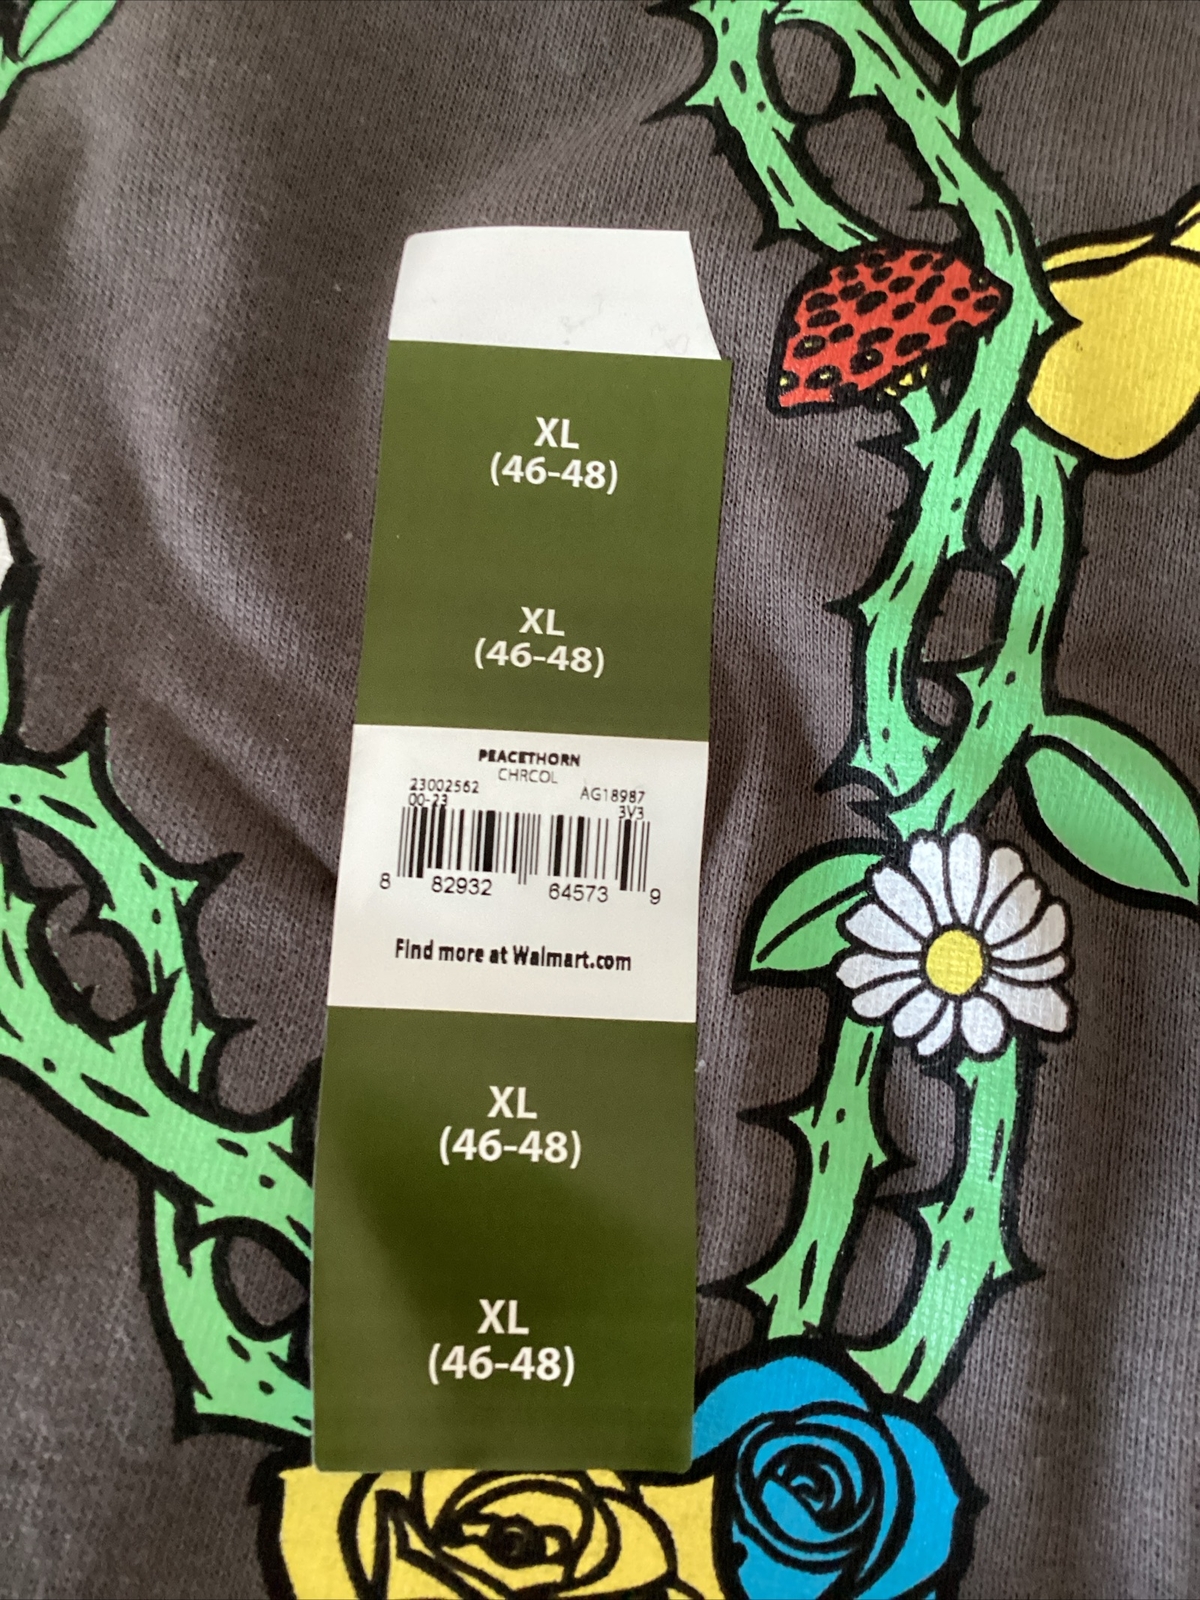 XL
(46-48)
XL
(46-48)
PEACETHORN
CHRCOL
23002562
00-23
AG18987
3V3
8 82932 64573 9
Find more at Walmart.com
XL
(46-48)
XL
(46-48)